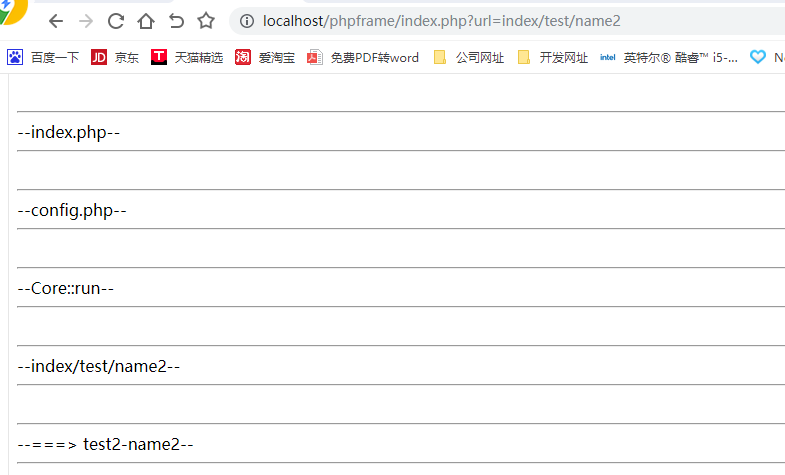 localhost/phpframe/index.php?url=index/test/name2
百度一下 JD 京东 T 天猫精选 淘 爱淘宝 免费PDF转word 公司网址 开发网址 intel 英特尔® 酷睿™ i5-... N
--index.php--
--config.php--
--Core::run--
--index/test/name2--
--===> test2-name2--